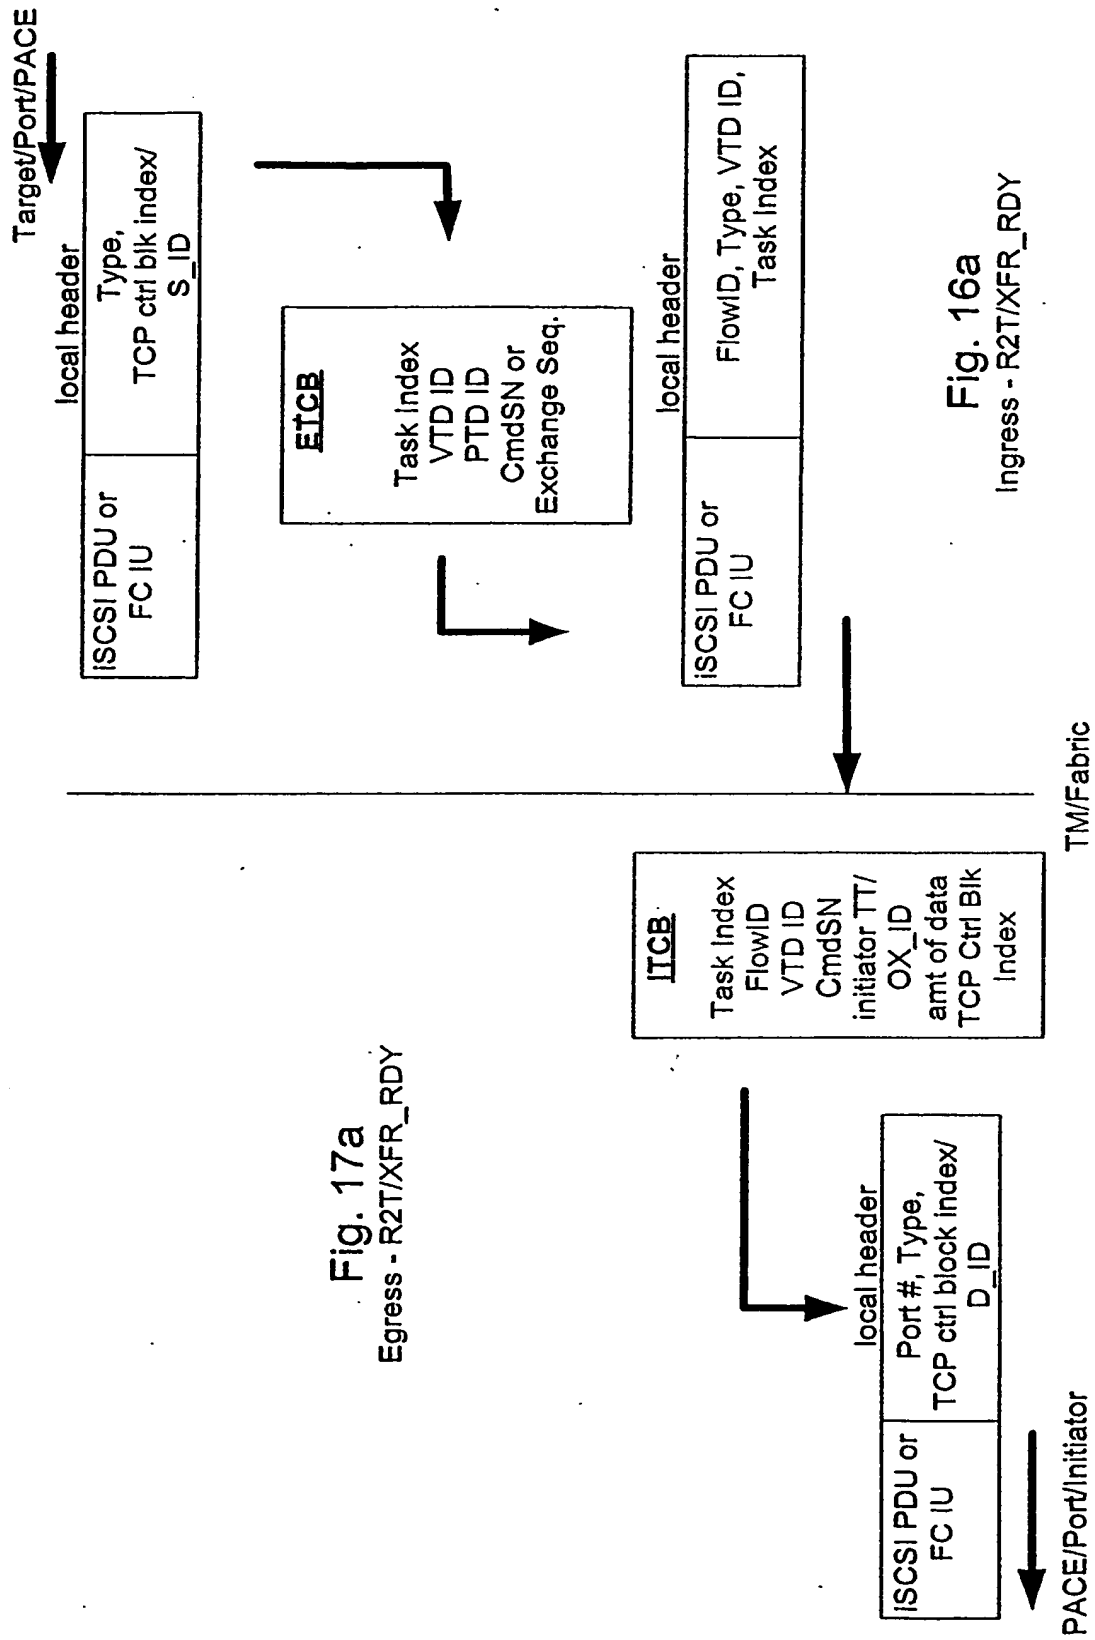 Target/Port/PACE
local header
iSCSI PDU or
FC IU
Type,
TCP ctrl blk index/
S_ID
ETCB
Task Index
VTD ID
PTD ID
CmdSN or
Exchange Seq.
local header
iSCSI PDU or
FC IU
FlowID, Type, VTD ID,
Task Index
Fig. 16a
Ingress - R2T/XFR_RDY
TM/Fabric
Fig. 17a
Egress - R2T/XFR_RDY
ITCB
Task Index
FlowID
VTD ID
CmdSN
initiator TT/
OX_ID
amt of data
TCP Ctrl Blk
Index
local header
iSCSI PDU or
FC IU
Port #, Type,
TCP ctrl block index/
D_ID
PACE/Port/Initiator